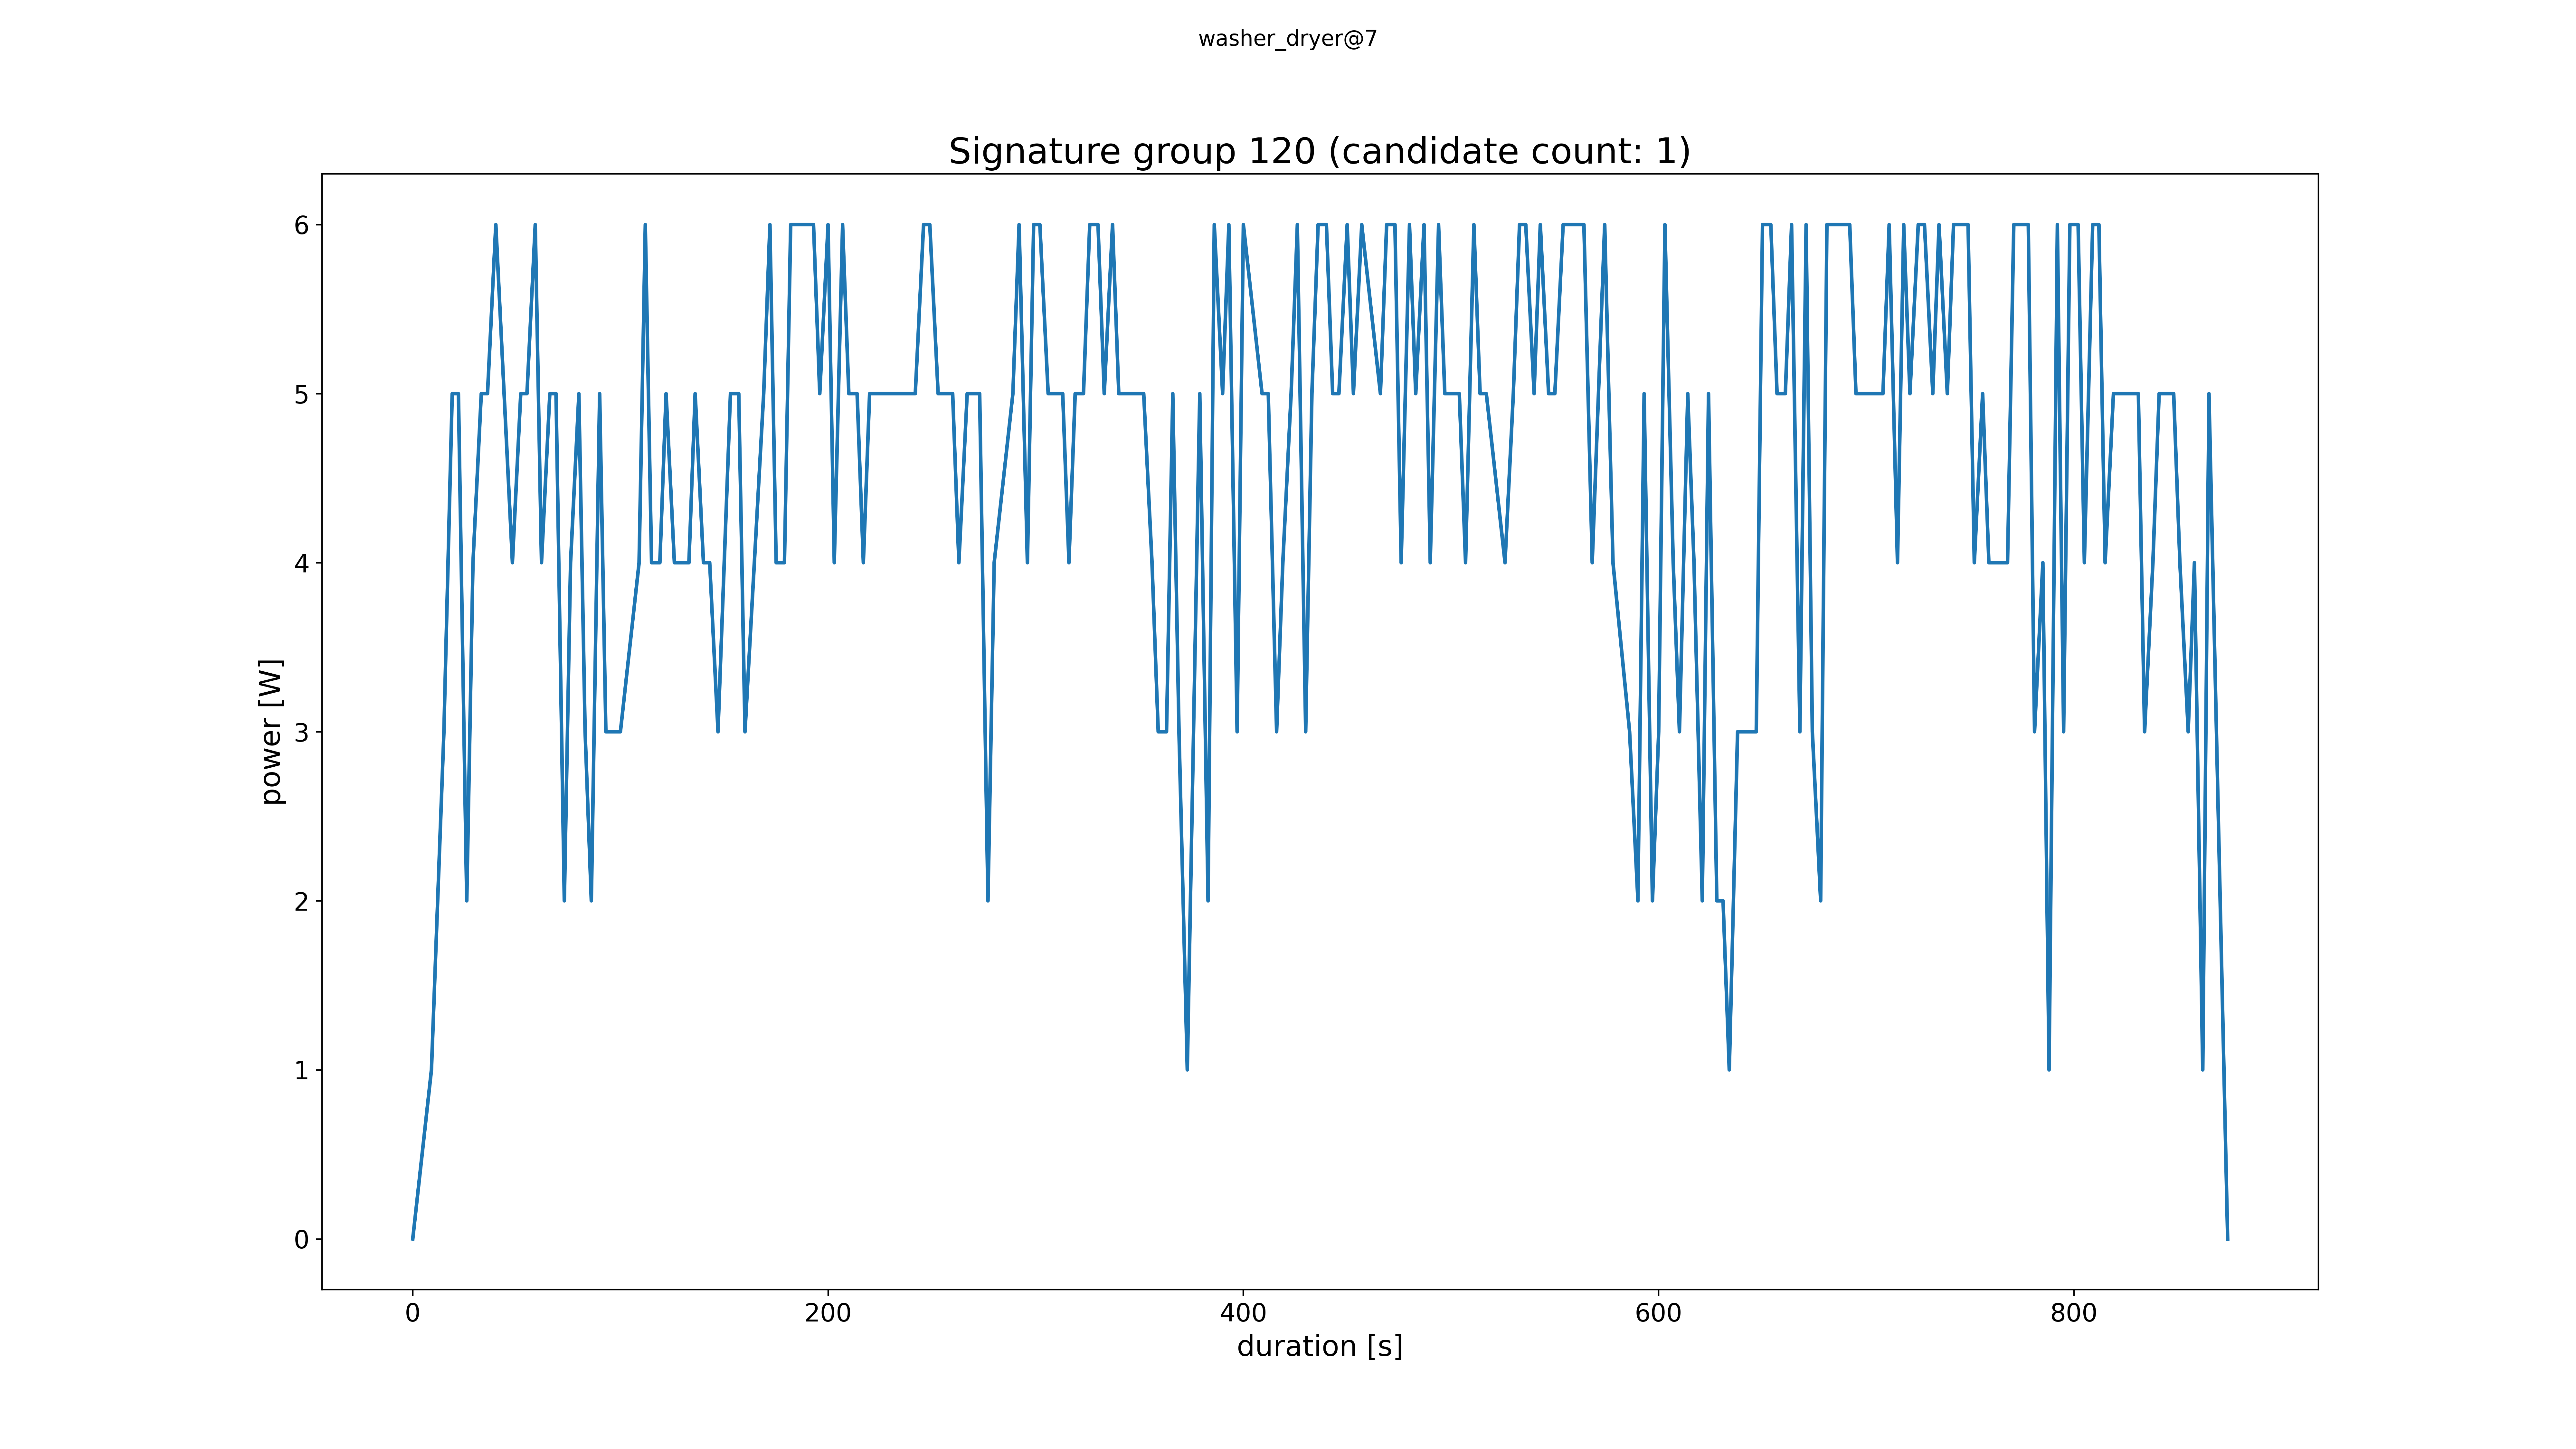 washer_dryer@7
Signature group 120 (candidate count: 1)
6
5
4
3
2
1
0
power [W]
0 200 400 600 800
duration [s]